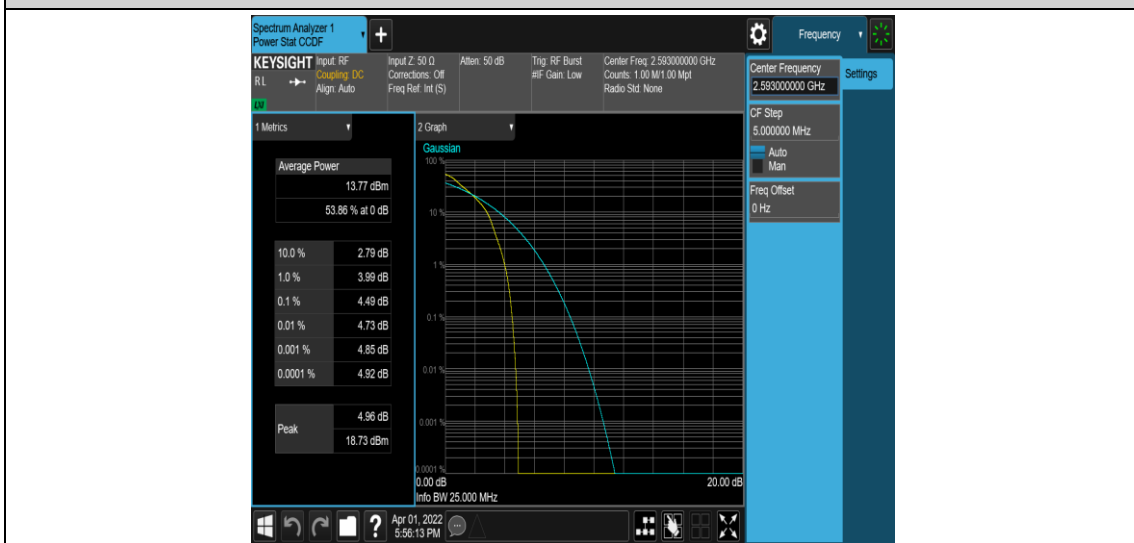 Spectrum Analyzer 1
Power Stat CCDF
Frequency
KEYSIGHT
RL
LXI
Input: RF
Coupling: DC
Align: Auto
Input Z: 50 Ω
Corrections: Off
Freq Ref: Int (S)
Atten: 50 dB
Trig: RF Burst
#IF Gain: Low
Center Freq: 2.593000000 GHz
Counts: 1.00 M/1.00 Mpt
Radio Std: None
Center Frequency
2.593000000 GHz
Settings
CF Step
5.000000 MHz
Auto
Man
Freq Offset
0 Hz
1 Metrics
Average Power
13.77 dBm
53.86 % at 0 dB
10.0 % 2.79 dB
1.0 % 3.99 dB
0.1 % 4.49 dB
0.01 % 4.73 dB
0.001 % 4.85 dB
0.0001 % 4.92 dB
Peak
4.96 dB
18.73 dBm
2 Graph
Gaussian
100 %
10 %
1 %
0.1 %
0.01 %
0.001 %
0.0001 %
0.00 dB 20.00 dB
Info BW 25.000 MHz
?
Apr 01, 2022
5:56:13 PM